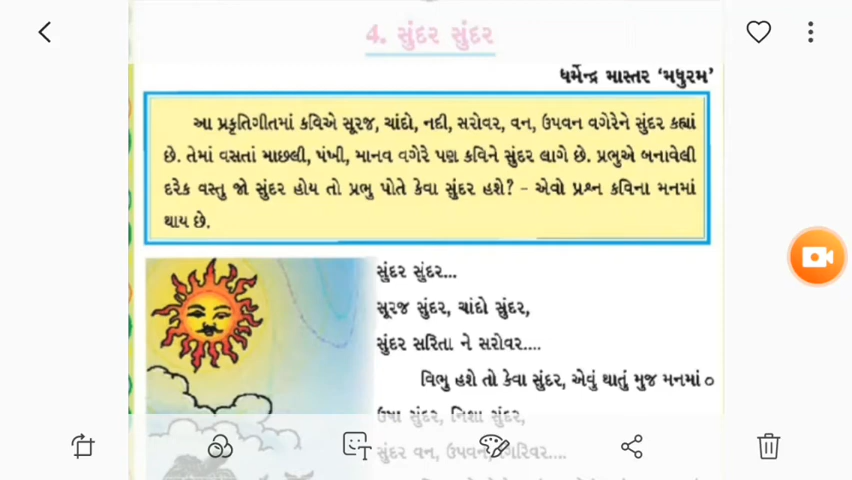 4. સુંદર સુંદર
ધર્મેન્દ્ર માસ્તર ‘મધુરમ’
આ પ્રકૃતિગીતમાં કવિએ સૂરજ, ચાંદો, નદી, સરોવર, વન, ઉપવન વગેરેને સુંદર કહ્યાં
છે. તેમાં વસતાં માછલી, પંખી, માનવ વગેરે પણ કવિને સુંદર લાગે છે. પ્રભુએ બનાવેલી
દરેક વસ્તુ જો સુંદર હોય તો પ્રભુ પોતે કેવા સુંદર હશે? - એવો પ્રશ્ન કવિના મનમાં
થાય છે.
સુંદર સુંદર...
સૂરજ સુંદર, ચાંદો સુંદર,
સુંદર સરિતા ને સરોવર....
વિભુ હશે તો કેવા સુંદર, એવું થાતું મુજ મનમાં ૦
ઉષા સુંદર, નિશા સુંદર,
સુંદર વન, ઉપવન, ગિરિવર....